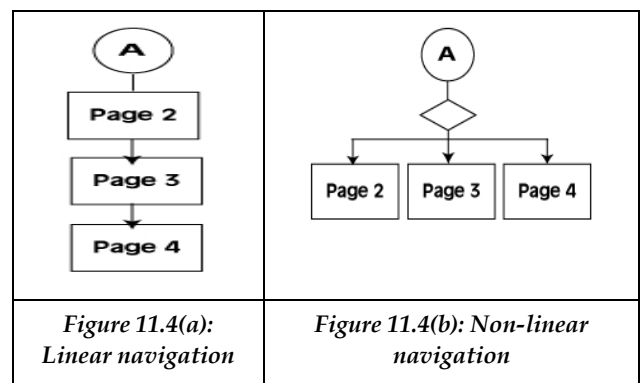 A
Page 2
Page 3
Page 4
A
Page 2 Page 3 Page 4
Figure 11.4(a):
Linear navigation
Figure 11.4(b): Non-linear
navigation